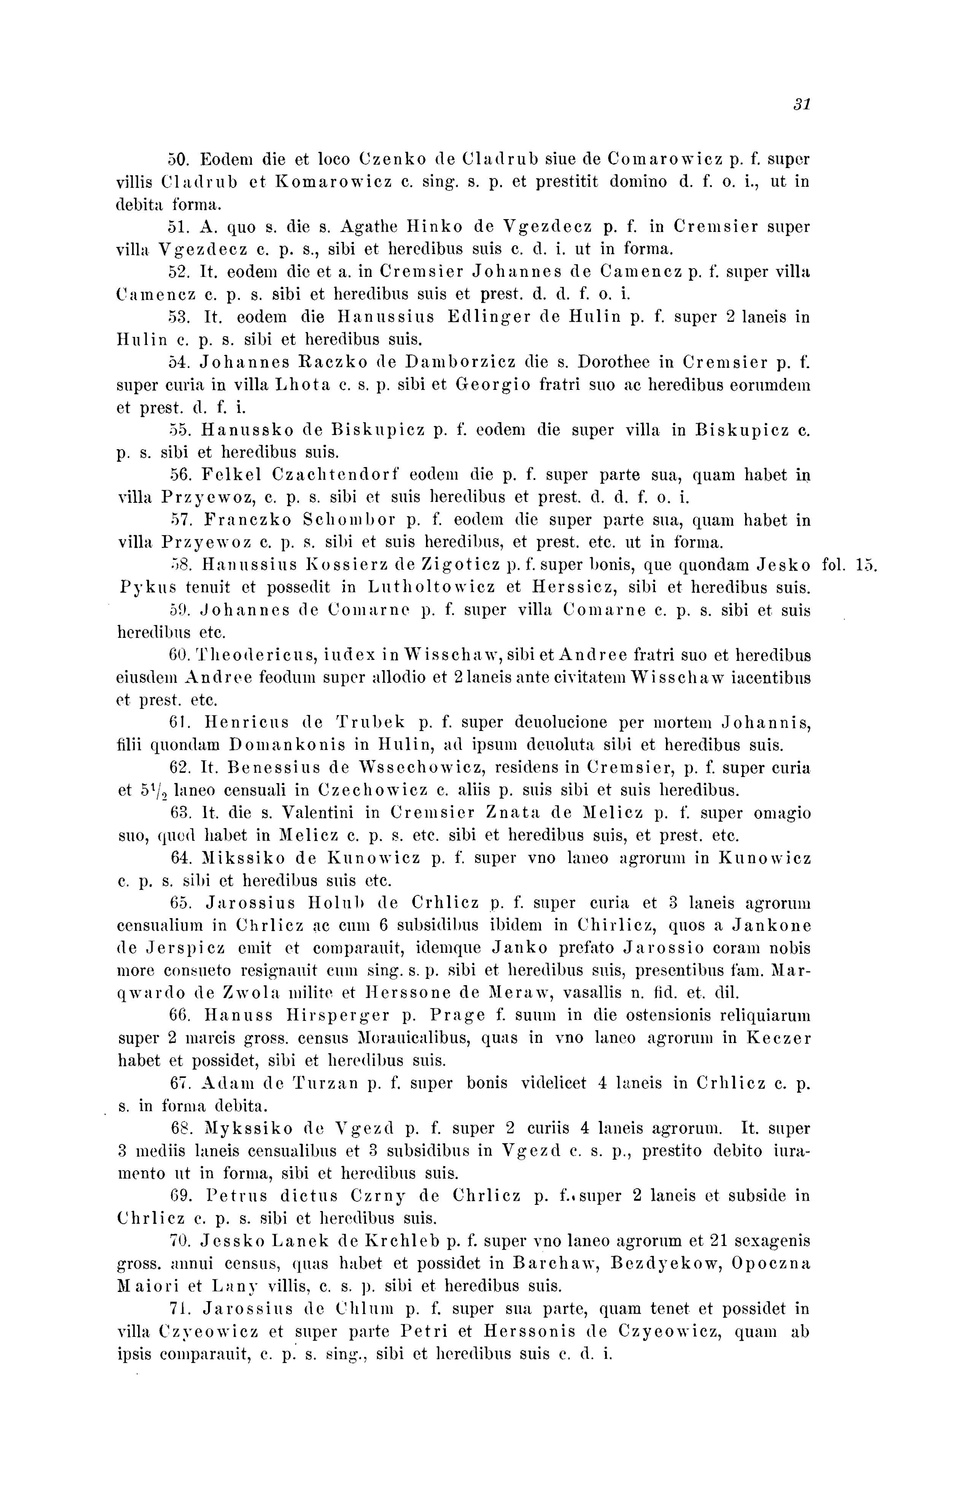 31
50. Eodem die et loco Czenko de Cladrub siue de Comarowicz p. f. super
villis Cladrub et Komarowicz c. sing. s. p. et prestitit domino d. f. o. i., ut in
debita forma.
51. A. quo s. die s. Agathe Hinko de Vgezdecz p. f. in Cremsier super
villa Vgezdecz c. p. s., sibi et heredibus suis c. d. i. ut in forma.
52. It. eodem die et a. in Cremsier Johannes de Camencz p. f. super villa
Camencz c. p. s. sibi et heredibus suis et prest. d. d. f. o. i.
53. It. eodem die Hanussius Edlinger de Hulin p. f. super 2 laneis in
Hulin c. p. s. sibi et heredibus suis.
54. Johannes Raczko de Damborzicz die s. Dorothee in Cremsier p. f.
super curia in villa Lhota c. s. p. sibi et Georgio fratri suo ac heredibus eorumdem
et prest. d. f. i.
55. Hanussko de Biskupicz p. f. eodem die super villa in Biskupicz c.
p. s. sibi et heredibus suis.
56. Felkel Czachtendorf eodem die p. f. super parte sua, quam habet in
villa Przyewoz, c. p. s. sibi et suis heredibus et prest. d. d. f. o. i.
57. Franczko Schombor p. f. eodem die super parte sua, quam habet in
villa Przyewoz c. p. s. sibi et suis heredibus, et prest. etc. ut in forma.
58. Hanussius Kossierz de Zigoticz p. f. super bonis, que quondam Jesko fol. 15.
Pykus tenuit et possedit in Lutholtowicz et Herssicz, sibi et heredibus suis.
59. Johannes de Comarne p. f. super villa Comarne c. p. s. sibi et suis
heredibus etc.
60. Theodericus, iudex in Wisschaw, sibi et Andree fratri suo et heredibus
eiusdem Andree feodum super allodio et 2 laneis ante civitatem Wisschaw iacentibus
et prest. etc.
61. Henricus de Trubek p. f. super deuolucione per mortem Johannis,
filii quondam Domankonis in Hulin, ad ipsum deuoluta sibi et heredibus suis.
62. It. Benessius de Wssechowicz, residens in Cremsier, p. f. super curia
et 5 1/2 laneo censuali in Czechowicz c. aliis p. suis sibi et suis heredibus.
63. It. die s. Valentini in Cremsier Znata de Melicz p. f. super omagio
suo, quod habet in Melicz c. p. s. etc. sibi et heredibus suis, et prest. etc.
64. Mikssiko de Kunowicz p. f. super vno laneo agrorum in Kunowicz
c. p. s. sibi et heredibus suis etc.
65. Jarossius Holub de Crhlicz p. f. super curia et 3 laneis agrorum
censualium in Chrlicz ac cum 6 subsidibus ibidem in Chirlicz, quos a Jankone
de Jerspicz emit et comparauit, idemque Janko prefato Jarossio coram nobis
more consueto resignauit cum sing. s. p. sibi et heredibus suis, presentibus fam. Mar-
qwardo de Zwola milite et Herssone de Meraw, vasallis n. fid. et. dil.
66. Hanuss Hirsperger p. Prage f. suum in die ostensionis reliquiarum
super 2 marcis gross. census Morauicalibus, quas in vno laneo agrorum in Keczer
habet et possidet, sibi et heredibus suis.
67. Adam de Turzan p. f. super bonis videlicet 4 laneis in Crhlicz c. p.
s. in forma debita.
68. Mykssiko de Vgezd p. f. super 2 curiis 4 laneis agrorum. It. super
3 mediis laneis censualibus et 3 subsidibus in Vgezd c. s. p., prestito debito iura-
mento ut in forma, sibi et heredibus suis.
69. Petrus dictus Czrny de Chrlicz p. f. super 2 laneis et subside in
Chrlicz c. p. s. sibi et heredibus suis.
70. Jessko Lanek de Krchleb p. f. super vno laneo agrorum et 21 sexagenis
gross. annui census, quas habet et possidet in Barchaw, Bezdyekow, Opoczna
Maiori et Lany villis, c. s. p. sibi et heredibus suis.
71. Jarossius de Chlum p. f. super sua parte, quam tenet et possidet in
villa Czyeowicz et super parte Petri et Herssonis de Czyeowicz, quam ab
ipsis comparauit, c. p. s. sing., sibi et heredibus suis c. d. i.